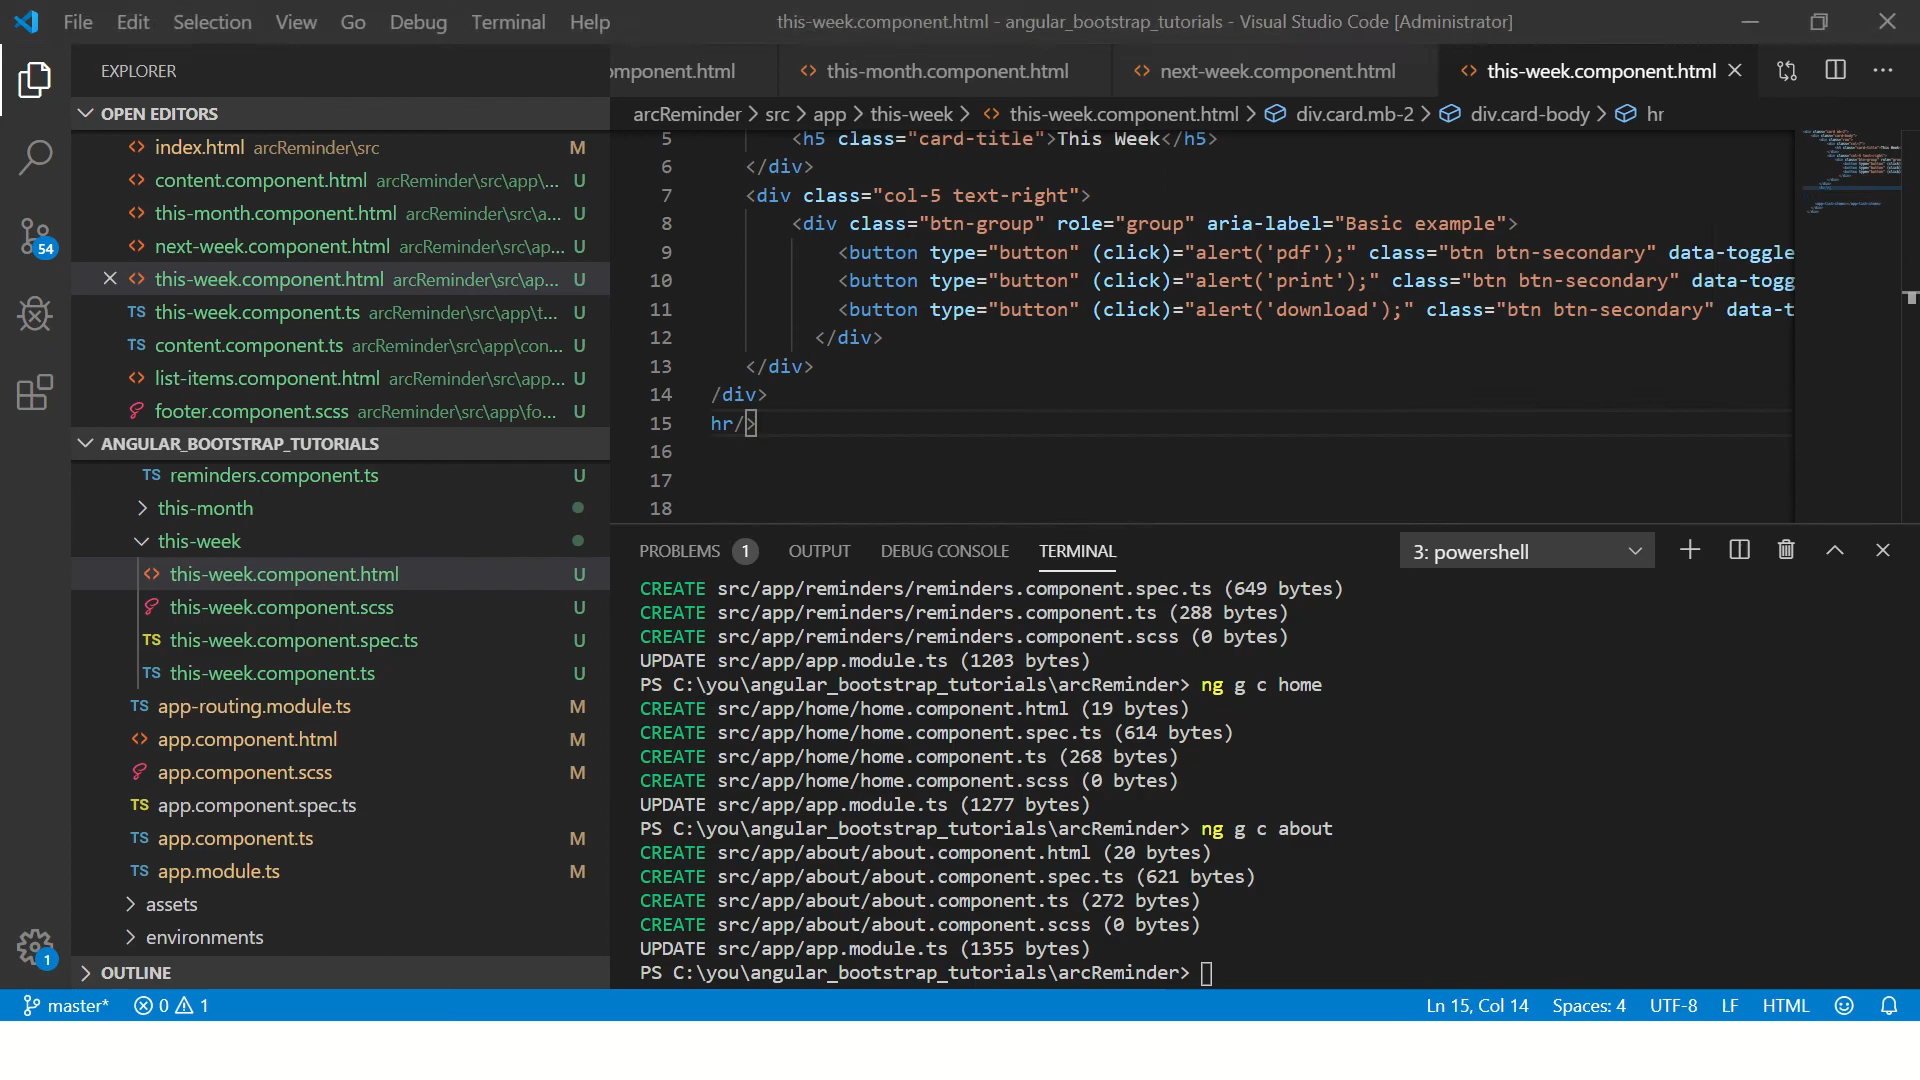 File Edit Selection View Go Debug Terminal Help
this-week.component.html - angular_bootstrap_tutorials - Visual Studio Code [Administrator]
EXPLORER
omponent.html
this-month.component.html
next-week.component.html
this-week.component.html
OPEN EDITORS
arcReminder > src > app > this-week > this-week.component.html > div.card.mb-2 > div.card-body > hr
index.html arcReminder\src M
content.component.html arcReminder\src\app\... U
this-month.component.html arcReminder\src\a... U
next-week.component.html arcReminder\src\ap... U
this-week.component.html arcReminder\src\ap... U
TS this-week.component.ts arcReminder\src\app\t... U
TS content.component.ts arcReminder\src\app\con... U
list-items.component.html arcReminder\src\app... U
footer.component.scss arcReminder\src\app\fo... U
54
5 <h5 class="card-title">This Week</h5>
6 </div>
7 <div class="col-5 text-right">
8 <div class="btn-group" role="group" aria-label="Basic example">
9 <button type="button" (click)="alert('pdf');" class="btn btn-secondary" data-toggle
10 <button type="button" (click)="alert('print');" class="btn btn-secondary" data-togg
11 <button type="button" (click)="alert('download');" class="btn btn-secondary" data-t
12 </div>
13 </div>
14 /div>
15 hr/>
16
17
18
ANGULAR_BOOTSTRAP_TUTORIALS
TS reminders.component.ts U
this-month
this-week
this-week.component.html U
this-week.component.scss U
TS this-week.component.spec.ts U
TS this-week.component.ts U
TS app-routing.module.ts M
app.component.html M
app.component.scss M
TS app.component.spec.ts
TS app.component.ts M
TS app.module.ts M
assets
environments
OUTLINE
1
PROBLEMS 1 OUTPUT DEBUG CONSOLE TERMINAL 3: powershell
CREATE src/app/reminders/reminders.component.spec.ts (649 bytes)
CREATE src/app/reminders/reminders.component.ts (288 bytes)
CREATE src/app/reminders/reminders.component.scss (0 bytes)
UPDATE src/app/app.module.ts (1203 bytes)
PS C:\you\angular_bootstrap_tutorials\arcReminder> ng g c home
CREATE src/app/home/home.component.html (19 bytes)
CREATE src/app/home/home.component.spec.ts (614 bytes)
CREATE src/app/home/home.component.ts (268 bytes)
CREATE src/app/home/home.component.scss (0 bytes)
UPDATE src/app/app.module.ts (1277 bytes)
PS C:\you\angular_bootstrap_tutorials\arcReminder> ng g c about
CREATE src/app/about/about.component.html (20 bytes)
CREATE src/app/about/about.component.spec.ts (621 bytes)
CREATE src/app/about/about.component.ts (272 bytes)
CREATE src/app/about/about.component.scss (0 bytes)
UPDATE src/app/app.module.ts (1355 bytes)
PS C:\you\angular_bootstrap_tutorials\arcReminder>
master* 0 1
Ln 15, Col 14 Spaces: 4 UTF-8 LF HTML